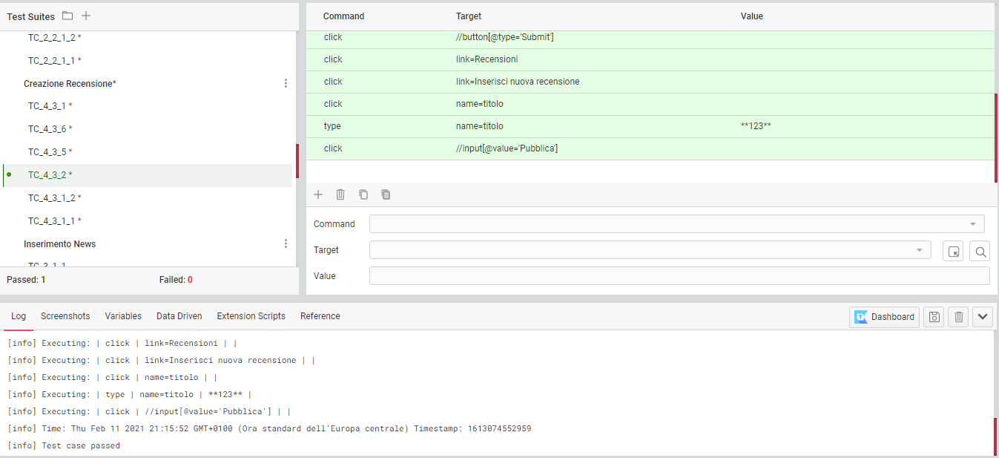 Test Suites
TC_2_2_1_2 *
TC_2_2_1_1 *
Creazione Recensione*
TC_4_3_1 *
TC_4_3_6 *
TC_4_3_5 *
TC_4_3_2 *
TC_4_3_1_2 *
TC_4_3_1_1 *
Inserimento News
TC_3_1_1
Passed: 1 Failed: 0
Command Target Value
click //button[@type='Submit']
click link=Recensioni
click link=Inserisci nuova recensione
click name=titolo
type name=titolo **123**
click //input[@value='Pubblica']
Command
Target
Value
Log Screenshots Variables Data Driven Extension Scripts Reference Dashboard
[info] Executing: | click | link=Recensioni | |
[info] Executing: | click | link=Inserisci nuova recensione | |
[info] Executing: | click | name=titolo | |
[info] Executing: | type | name=titolo | **123** |
[info] Executing: | click | //input[@value='Pubblica'] | |
[info] Time: Thu Feb 11 2021 21:15:52 GMT+0100 (Ora standard dell’Europa centrale) Timestamp: 1613074552959
[info] Test case passed